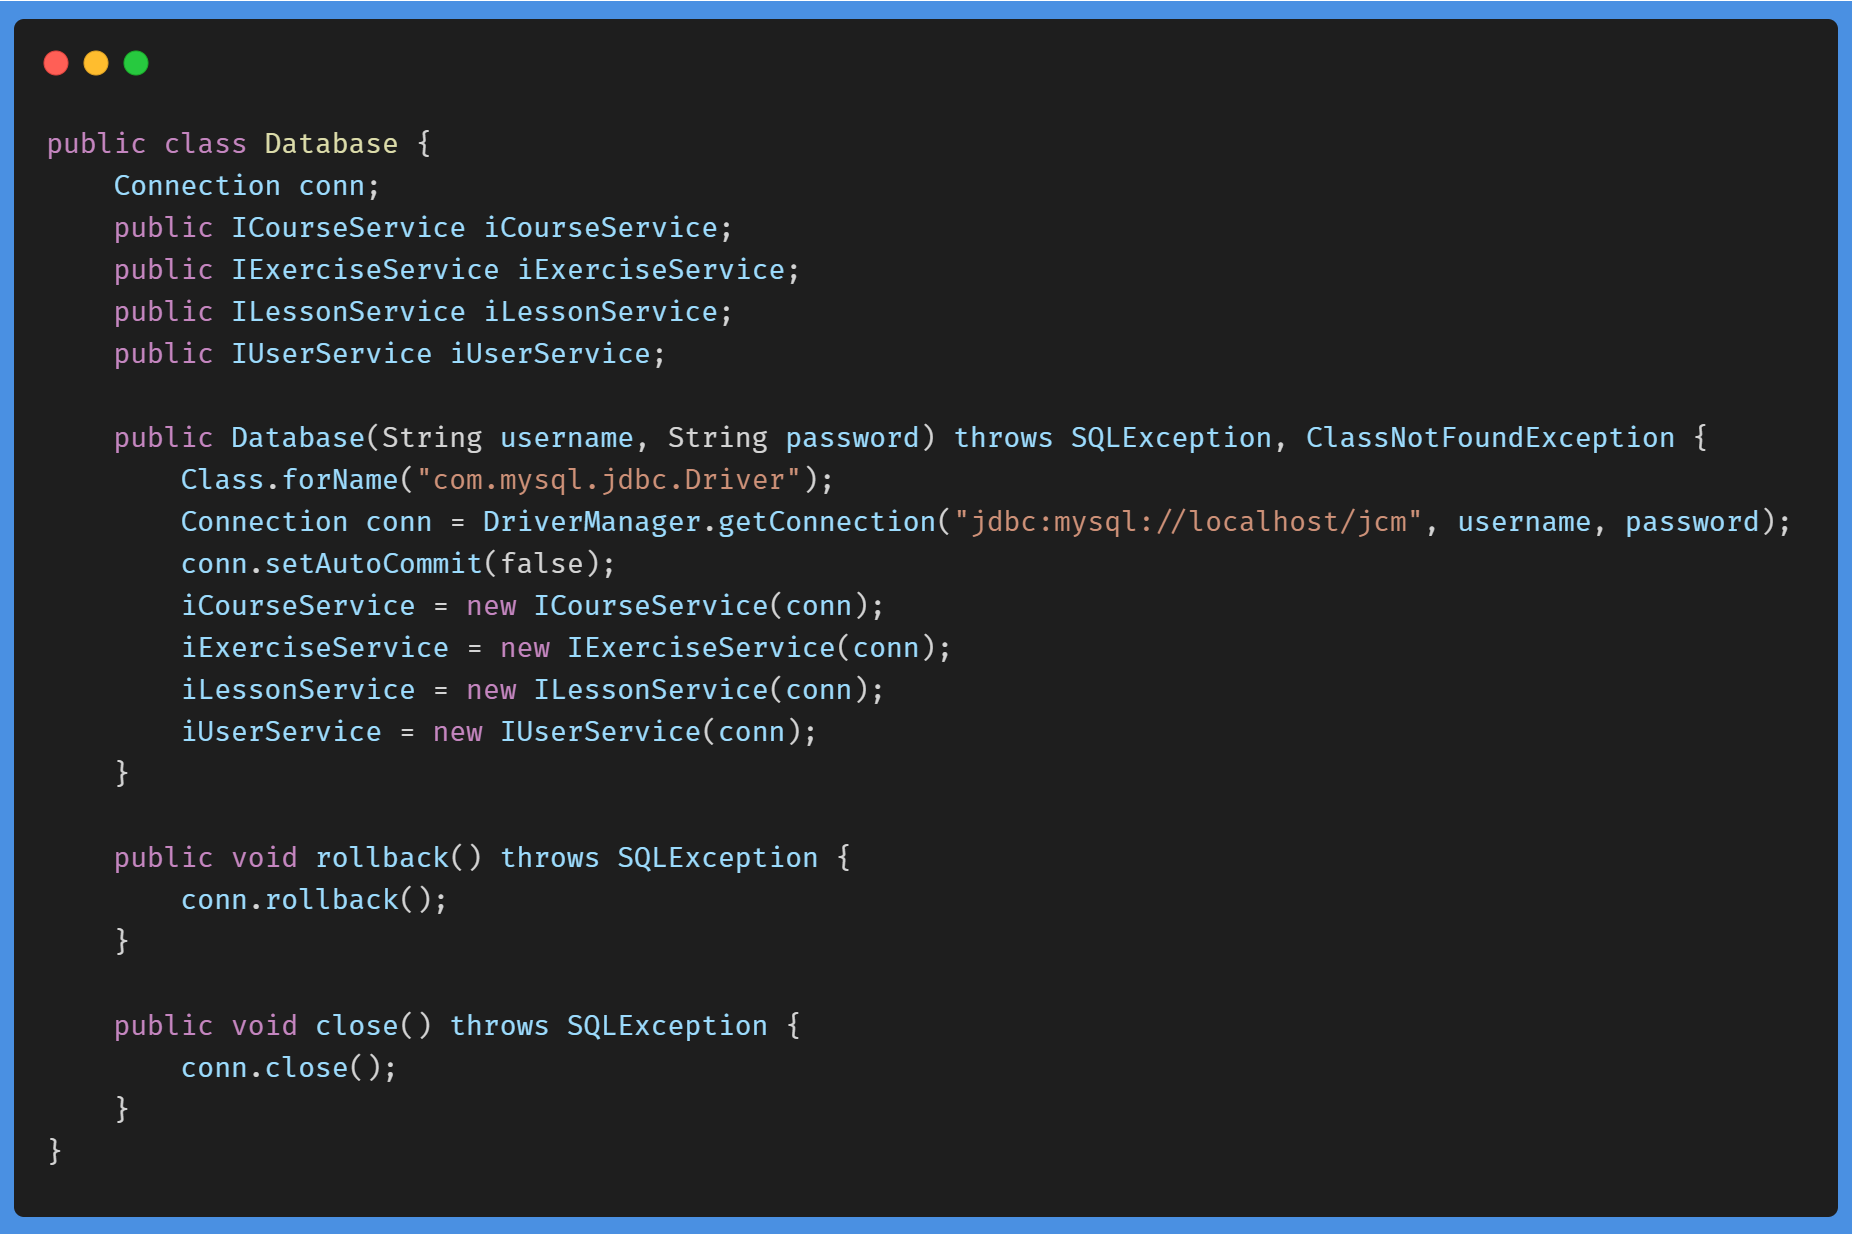 public class Database {
    Connection conn;
    public ICourseService iCourseService;
    public IExerciseService iExerciseService;
    public ILessonService iLessonService;
    public IUserService iUserService;

    public Database(String username, String password) throws SQLException, ClassNotFoundException {
        Class.forName("com.mysql.jdbc.Driver");
        Connection conn = DriverManager.getConnection("jdbc:mysql://localhost/jcm", username, password);
        conn.setAutoCommit(false);
        iCourseService = new ICourseService(conn);
        iExerciseService = new IExerciseService(conn);
        iLessonService = new ILessonService(conn);
        iUserService = new IUserService(conn);
    }

    public void rollback() throws SQLException {
        conn.rollback();
    }

    public void close() throws SQLException {
        conn.close();
    }
}